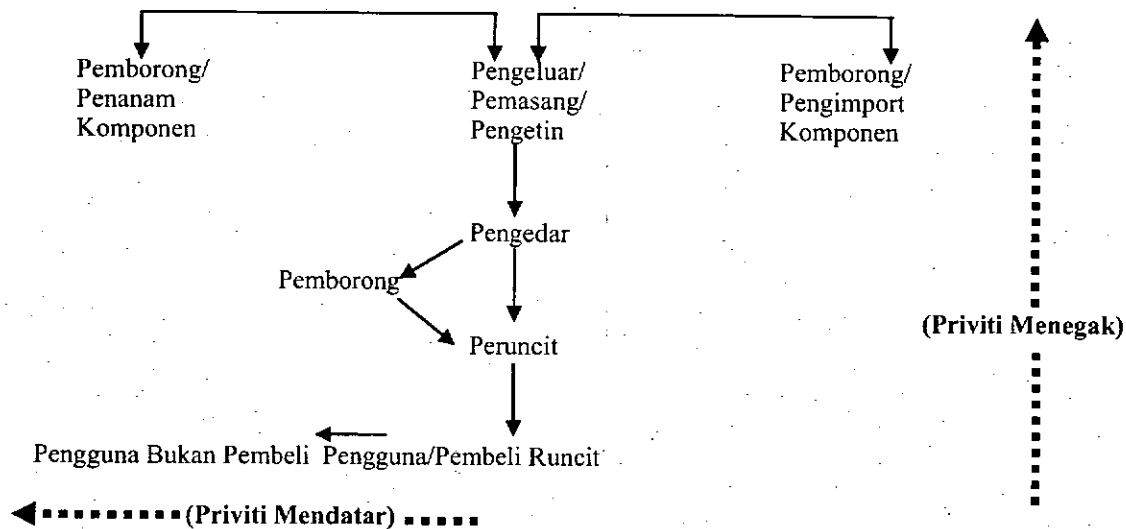 Pemborong/
Penanam
Komponen
Pengeluar/
Pemasang/
Pengetin
Pemborong/
Pengimport
Komponen
Pengedar
Pemborong
(Priviti Menegak)
Peruncit
Pengguna Bukan Pembeli Pengguna/Pembeli Runcit
(Priviti Mendatar)